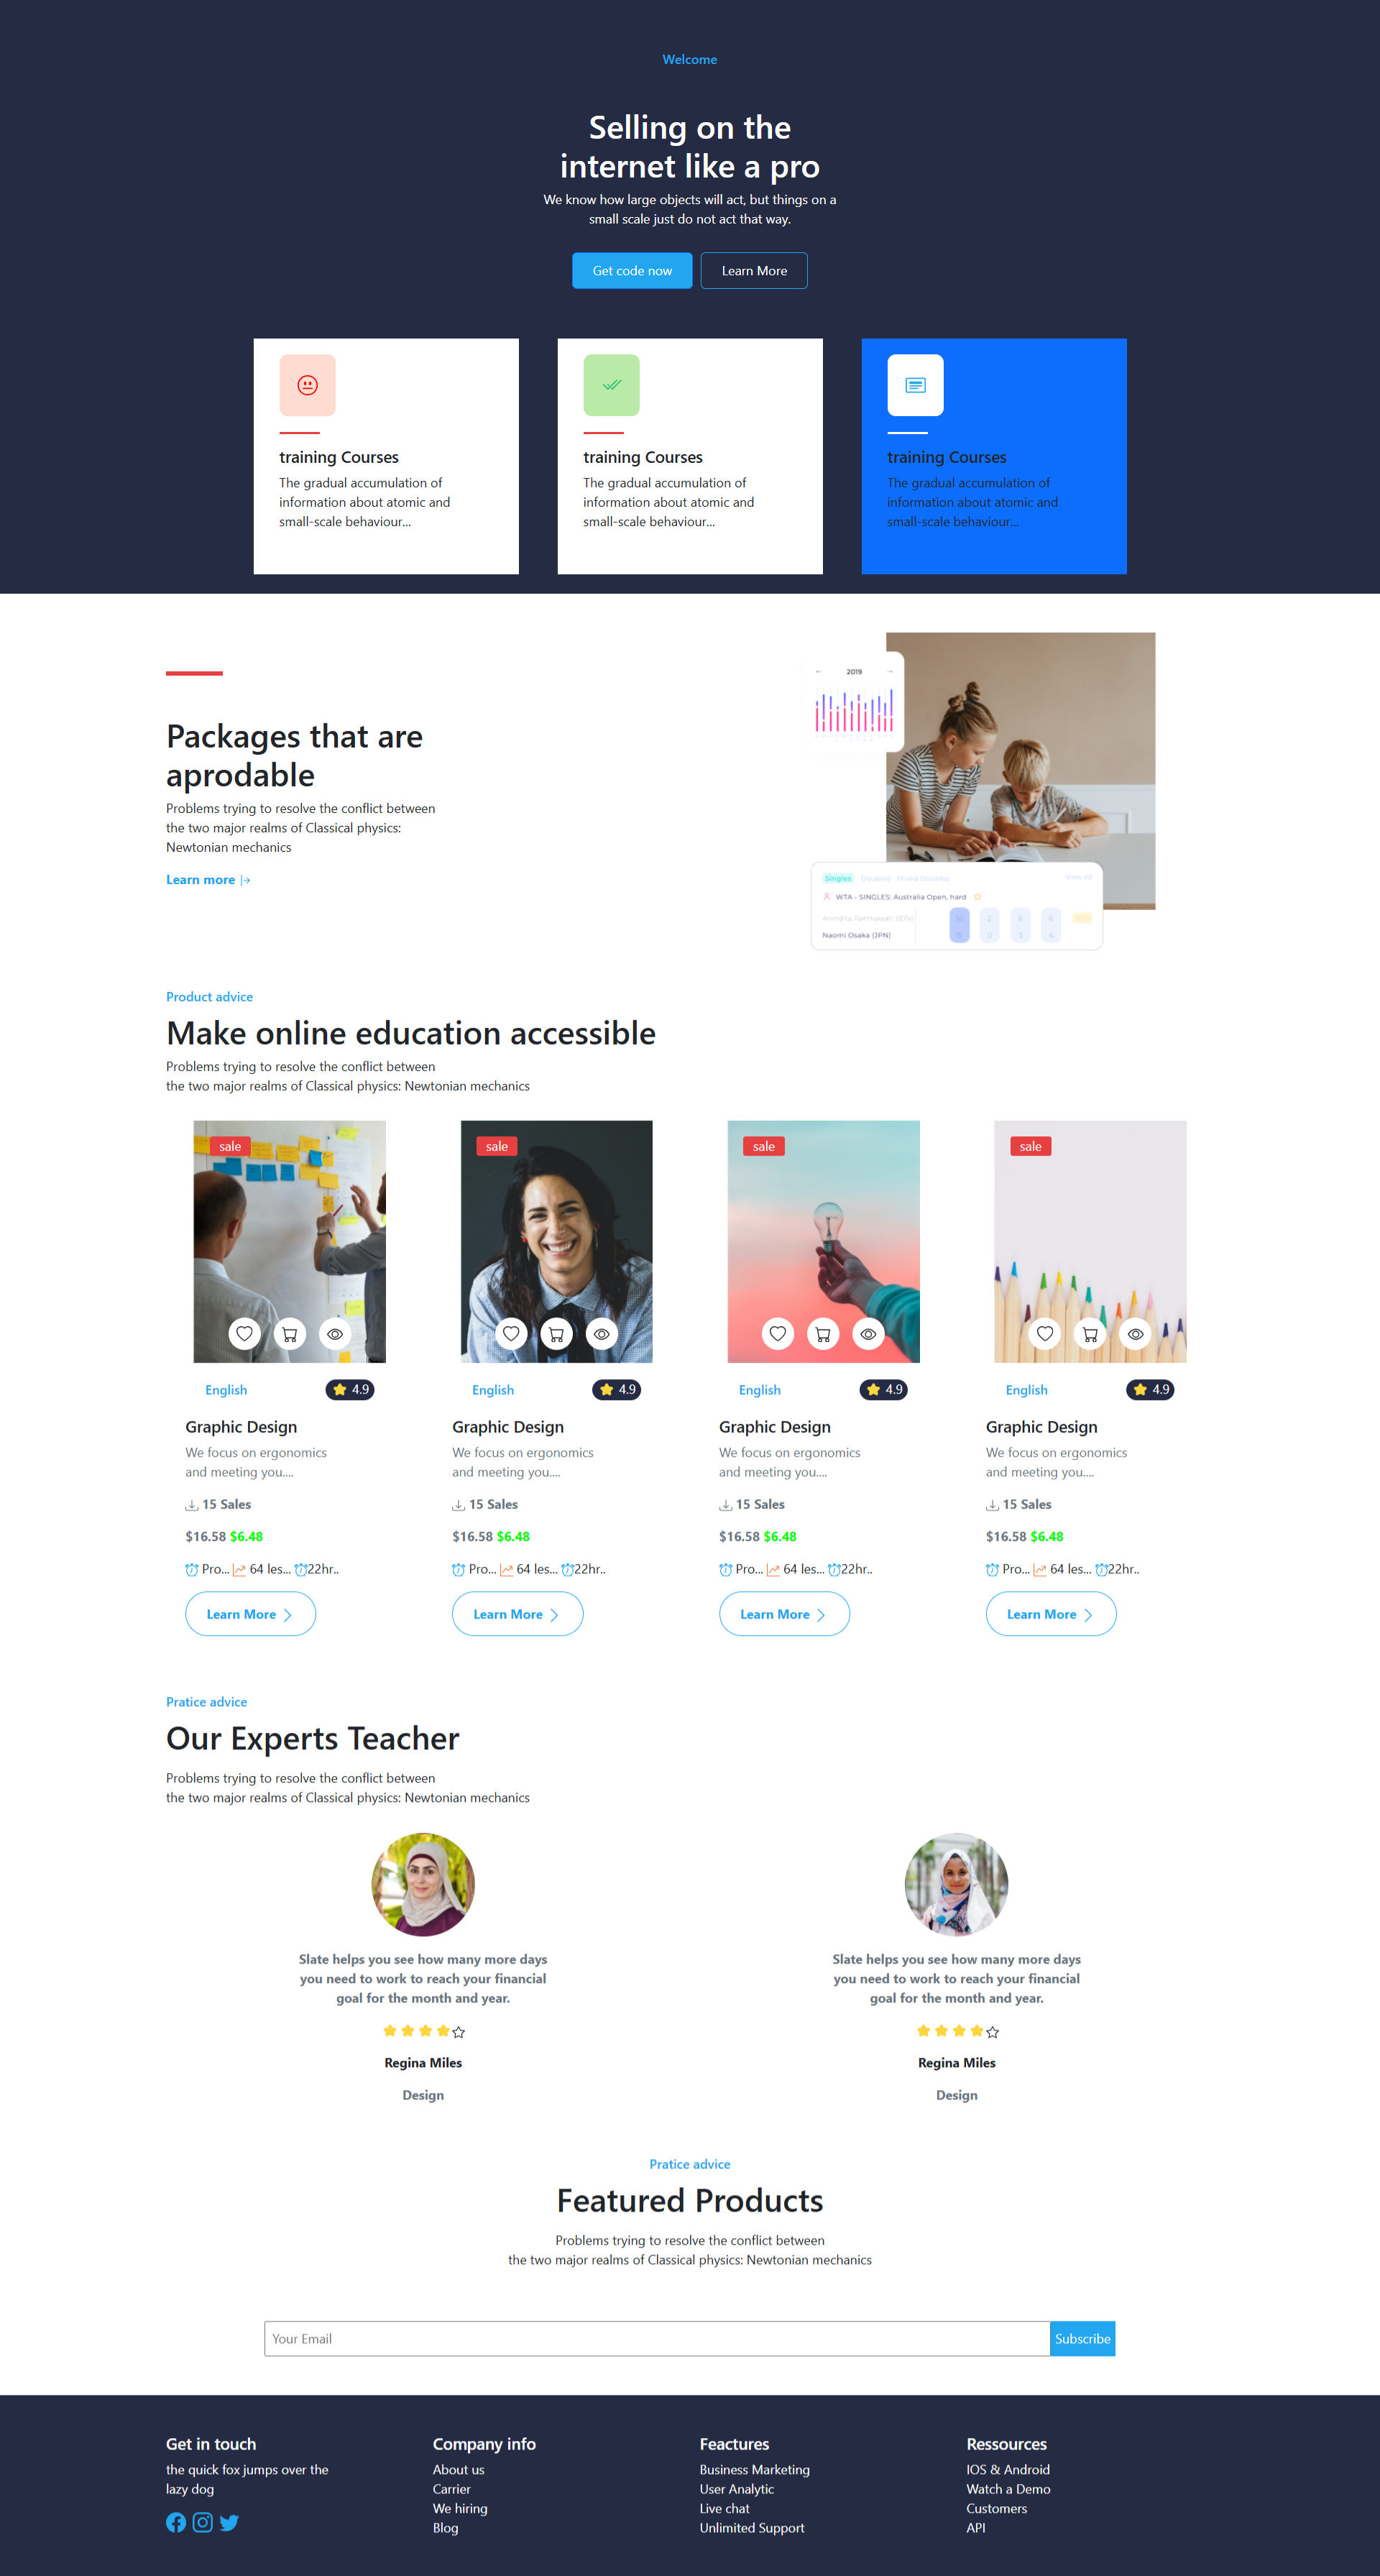 Welcome
Selling on the
internet like a pro
We know how large objects will act, but things on a
small scale just do not act that way.
Get code now
Learn More
training Courses
The gradual accumulation of
information about atomic and
small-scale behaviour...
training Courses
The gradual accumulation of
information about atomic and
small-scale behaviour...
training Courses
The gradual accumulation of
information about atomic and
small-scale behaviour...
Packages that are
aprodable
Problems trying to resolve the conflict between
the two major realms of Classical physics:
Newtonian mechanics
Learn more
2019
Singles Doubles Mixed Doubles View All
WTA - SINGLES: Australia Open, hard
Anindita Rahmawati (IDN) 2 6 6
Naomi Osaka (JPN) 0
Product advice
Make online education accessible
Problems trying to resolve the conflict between
the two major realms of Classical physics: Newtonian mechanics
sale
English 4.9
Graphic Design
We focus on ergonomics
and meeting you....
15 Sales
$16.58 $6.48
Pro... 64 les... 22hr..
Learn More
sale
English 4.9
Graphic Design
We focus on ergonomics
and meeting you....
15 Sales
$16.58 $6.48
Pro... 64 les... 22hr..
Learn More
sale
English 4.9
Graphic Design
We focus on ergonomics
and meeting you....
15 Sales
$16.58 $6.48
Pro... 64 les... 22hr..
Learn More
sale
English 4.9
Graphic Design
We focus on ergonomics
and meeting you....
15 Sales
$16.58 $6.48
Pro... 64 les... 22hr..
Learn More
Pratice advice
Our Experts Teacher
Problems trying to resolve the conflict between
the two major realms of Classical physics: Newtonian mechanics
Slate helps you see how many more days
you need to work to reach your financial
goal for the month and year.
Regina Miles
Design
Slate helps you see how many more days
you need to work to reach your financial
goal for the month and year.
Regina Miles
Design
Pratice advice
Featured Products
Problems trying to resolve the conflict between
the two major realms of Classical physics: Newtonian mechanics
Your Email
Subscribe
Get in touch
the quick fox jumps over the
lazy dog
Company info
About us
Carrier
We hiring
Blog
Feactures
Business Marketing
User Analytic
Live chat
Unlimited Support
Ressources
IOS & Android
Watch a Demo
Customers
API